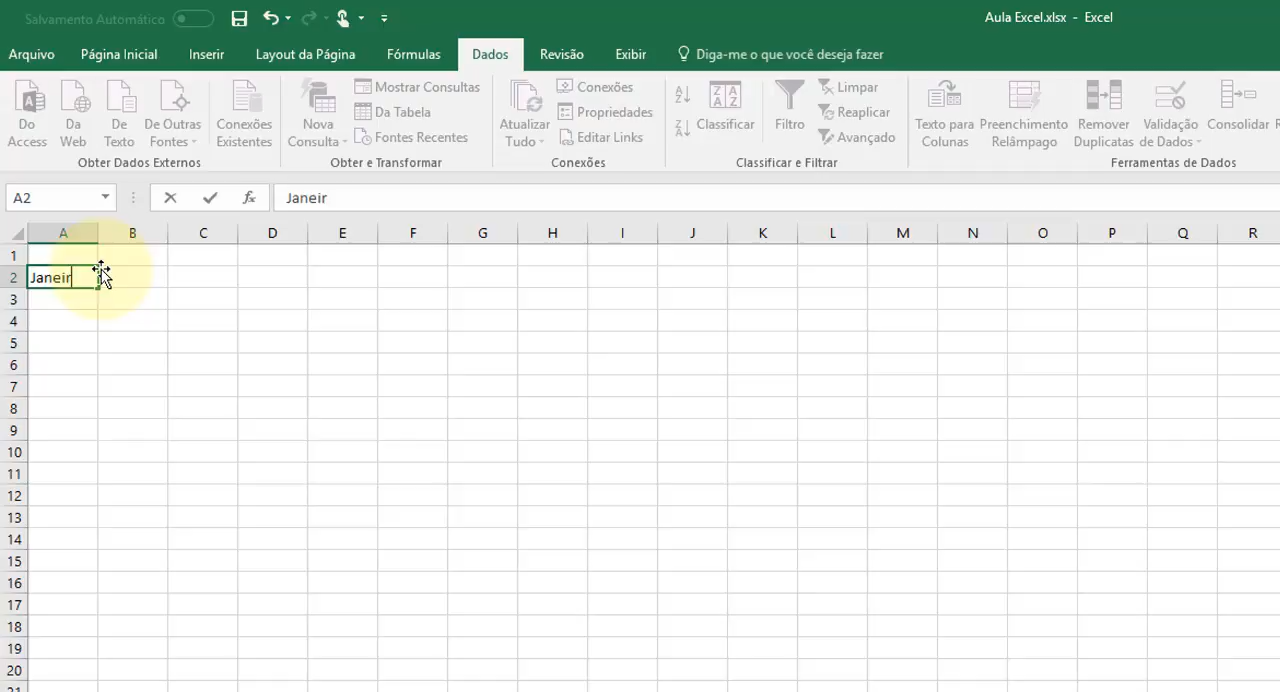 Salvamento Automático
Aula Excel.xlsx - Excel
Arquivo Página Inicial Inserir Layout da Página Fórmulas Dados Revisão Exibir Diga-me o que você deseja fazer
Do Access
Da Web
De Texto
De Outras Fontes
Conexões Existentes
Obter Dados Externos
Nova Consulta
Mostrar Consultas
Da Tabela
Fontes Recentes
Obter e Transformar
Atualizar Tudo
Conexões
Propriedades
Editar Links
Conexões
Classificar
Filtro
Limpar
Reaplicar
Avançado
Classificar e Filtrar
Texto para Colunas
Preenchimento Relâmpago
Remover Duplicatas
Validação de Dados
Consolidar
R
Ferramentas de Dados
A2 fx Janeir
A B C D E F G H I J K L M N O P Q R
1
2 Janeir
3
4
5
6
7
8
9
10
11
12
13
14
15
16
17
18
19
20
21